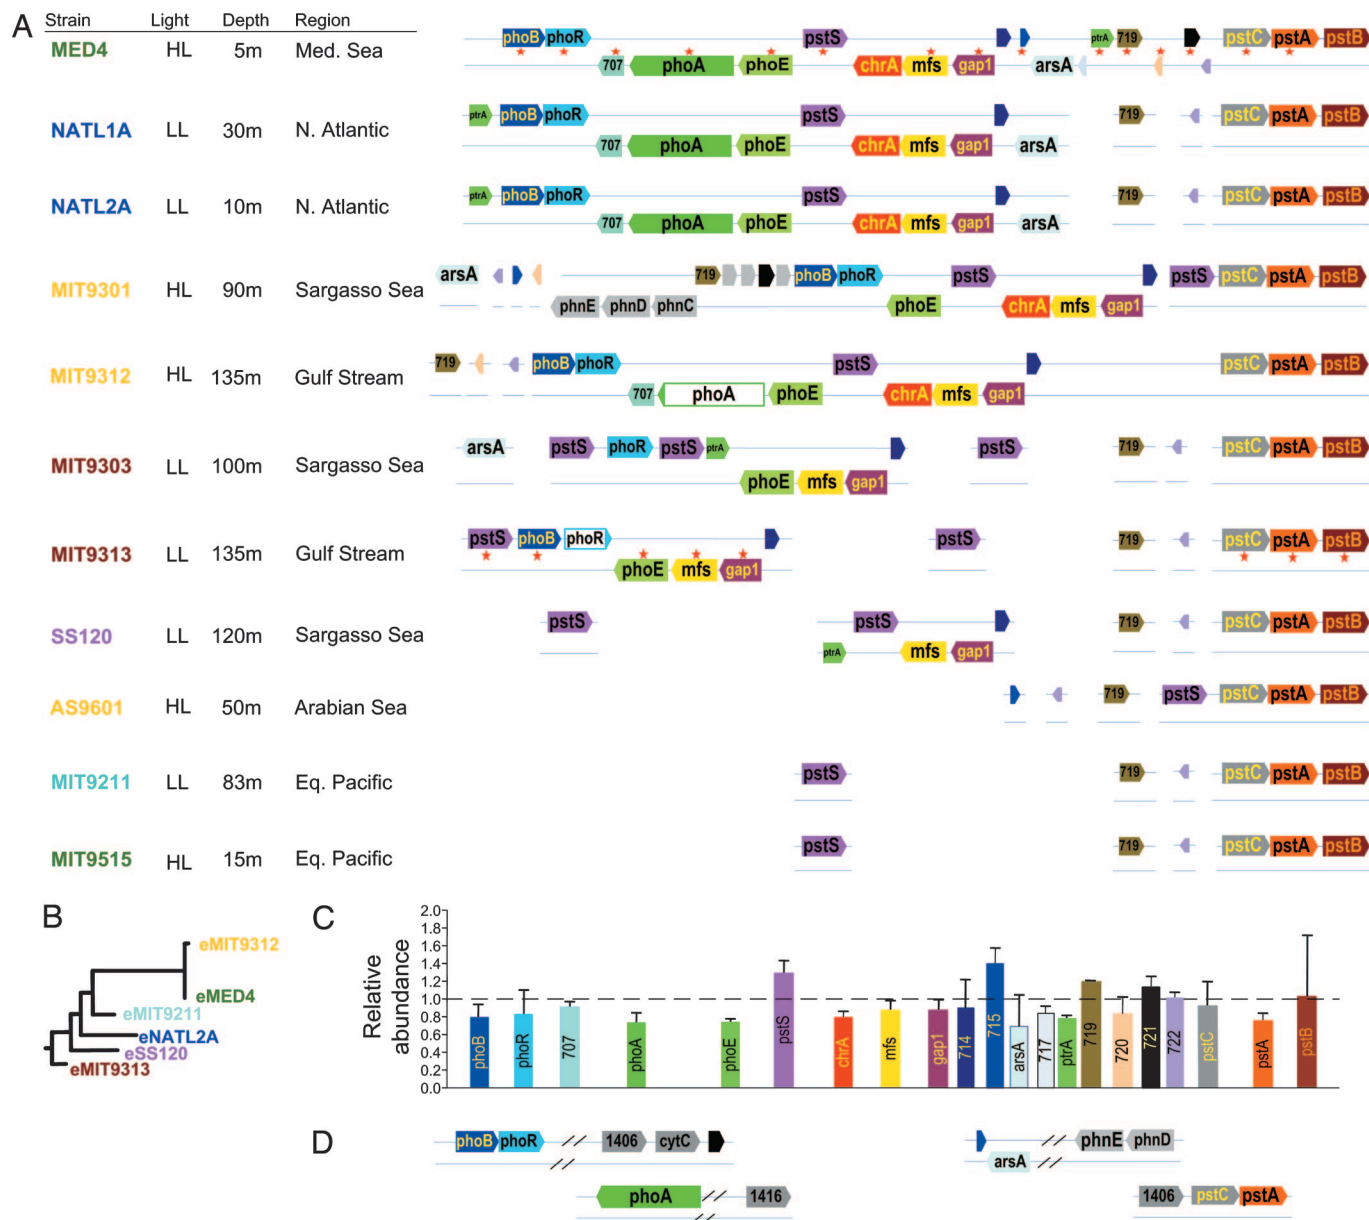 A
Strain Light Depth Region
MED4 HL 5m Med. Sea
phoB phoR pstS ptrA 719 pstC pstA pstB
707 phoA phoE chrA mfs gap1 arsA
NATL1A LL 30m N. Atlantic
ptrA phoB phoR pstS 719 pstC pstA pstB
707 phoA phoE chrA mfs gap1 arsA
NATL2A LL 10m N. Atlantic
ptrA phoB phoR pstS 719 pstC pstA pstB
707 phoA phoE chrA mfs gap1 arsA
MIT9301 HL 90m Sargasso Sea
arsA 719 phoB phoR pstS pstS pstC pstA pstB
phnE phnD phnC phoE chrA mfs gap1
MIT9312 HL 135m Gulf Stream
719 phoB phoR pstS pstC pstA pstB
707 phoA phoE chrA mfs gap1
MIT9303 LL 100m Sargasso Sea
arsA pstS phoR pstS ptrA pstS 719 pstC pstA pstB
phoE mfs gap1
MIT9313 LL 135m Gulf Stream
pstS phoB phoR pstS 719 pstC pstA pstB
phoE mfs gap1
SS120 LL 120m Sargasso Sea
pstS pstS 719 pstC pstA pstB
ptrA mfs gap1
AS9601 HL 50m Arabian Sea
719 pstS pstC pstA pstB
MIT9211 LL 83m Eq. Pacific
pstS 719 pstC pstA pstB
MIT9515 HL 15m Eq. Pacific
pstS 719 pstC pstA pstB
B
eMIT9312
eMED4
eMIT9211
eNATL2A
eSS120
eMIT9313
C
Relative
abundance
2.0
1.8
1.6
1.4
1.2
1.0
0.8
0.6
0.4
0.2
0.0
phoB phoR 707 phoA phoE pstS chrA mfs gap1 714 715 arsA 717 ptrA 719 720 721 722 pstC pstA pstB
D
phoB phoR 1406 cytC
phoA 1416
phnE phnD
arsA
1406 pstC pstA